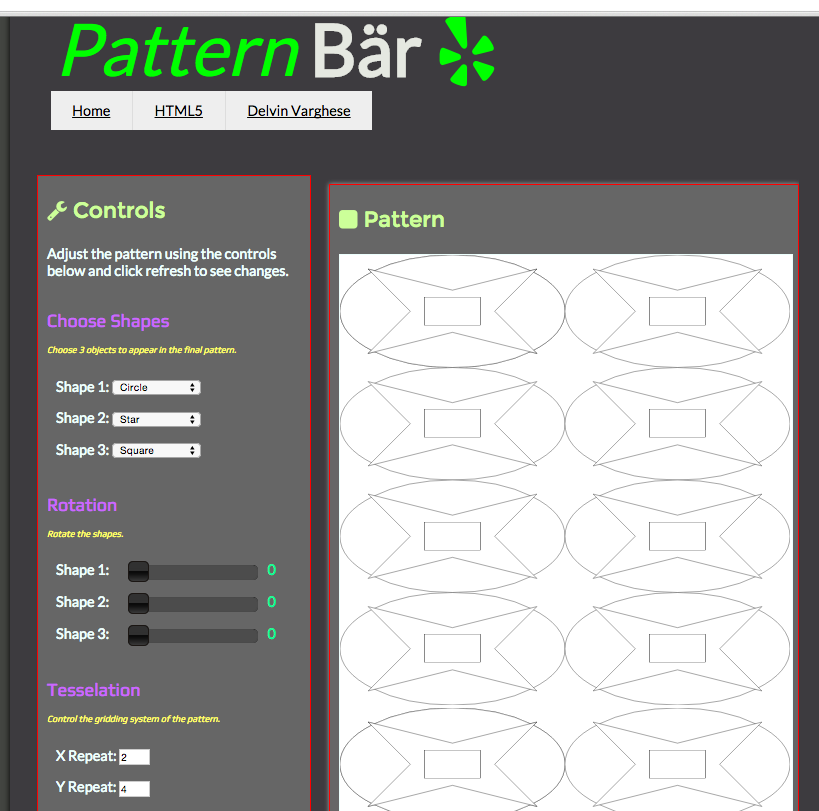 Pattern Bär
Home HTML5 Delvin Varghese
Controls
Adjust the pattern using the controls
below and click refresh to see changes.
Choose Shapes
Choose 3 objects to appear in the final pattern.
Shape 1: Circle
Shape 2: Star
Shape 3: Square
Rotation
Rotate the shapes.
Shape 1: 0
Shape 2: 0
Shape 3: 0
Tesselation
Control the gridding system of the pattern.
X Repeat: 2
Y Repeat: 4
Pattern